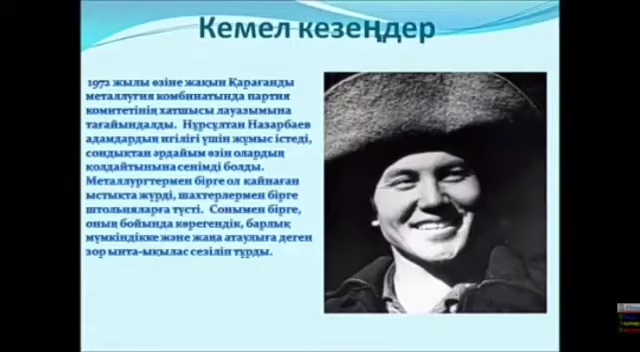 Кемел кезеңдер
1972 жылы өзіне жақын Қарағанды
металлугия комбинатында партия
комитетінің хатшысы лауазымына
тағайындалды. Нұрсұлтан Назарбаев
адамдардың игілігі үшін жұмыс істеді,
сондықтан әрдайым өзін олардың
қолдайтынына сенімді болды.
Металлургтермен бірге ол қайнаған
ыстықта жүрді, шахтерлермен бірге
штольняларға түсті. Сонымен бірге,
оның бойында көрегендік, барлық
мүмкіндікке және жаңа атаулыға деген
зор ынта-ықылас сезіліп тұрды.